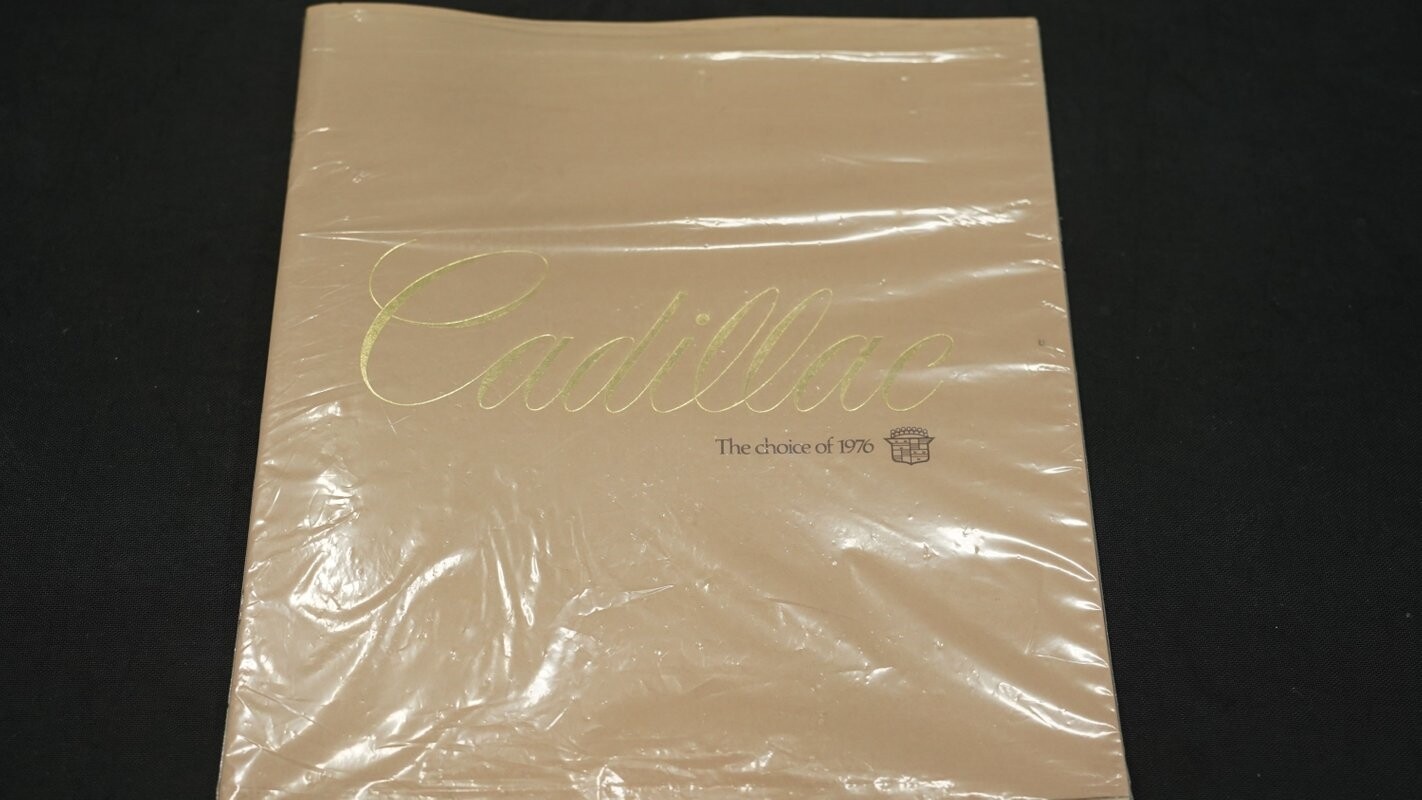 Cadillac
The choice of 1976